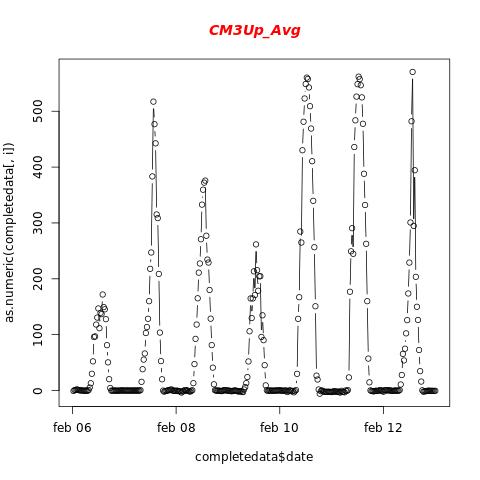 CM3Up_Avg
as.numeric(completedata[, i])
500
400
300
200
100
0
feb 06
feb 08
feb 10
feb 12
completedata$date